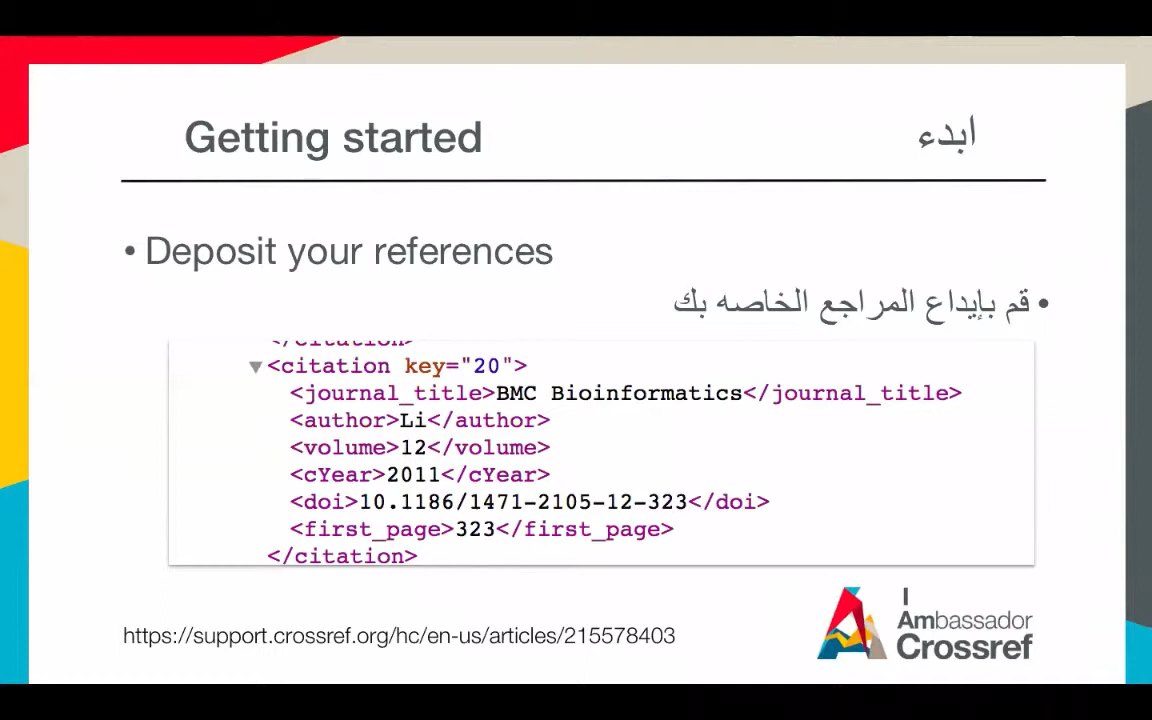 Getting started
ابدء
• Deposit your references
• قم بإيداع المراجع الخاصه بك
</citation>
▼<citation key="20">
<journal_title>BMC Bioinformatics</journal_title>
<author>Li</author>
<volume>12</volume>
<cYear>2011</cYear>
<doi>10.1186/1471-2105-12-323</doi>
<first_page>323</first_page>
</citation>
https://support.crossref.org/hc/en-us/articles/215578403
I
Ambassador
Crossref